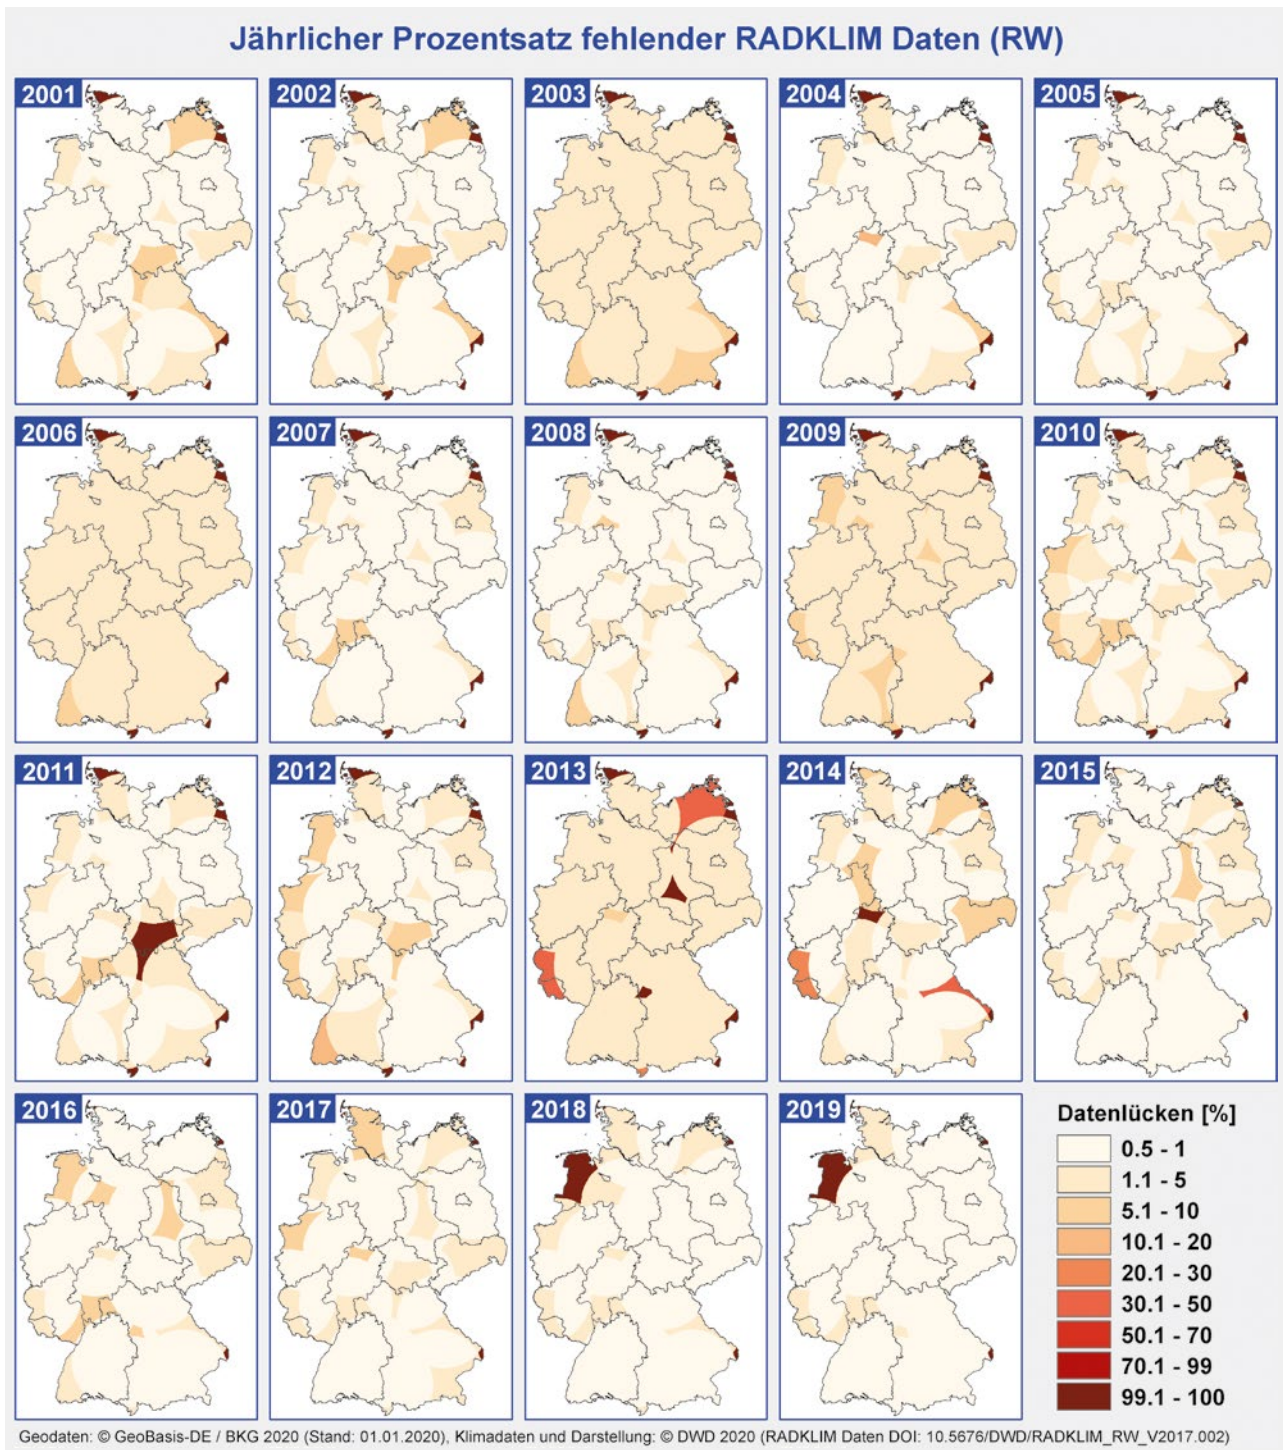 Jährlicher Prozentsatz fehlender RADKLIM Daten (RW)
2001
2002
2003
2004
2005
2006
2007
2008
2009
2010
2011
2012
2013
2014
2015
2016
2017
2018
2019
Datenlücken [%]
0.5 - 1
1.1 - 5
5.1 - 10
10.1 - 20
20.1 - 30
30.1 - 50
50.1 - 70
70.1 - 99
99.1 - 100
Geodaten: © GeoBasis-DE / BKG 2020 (Stand: 01.01.2020), Klimadaten und Darstellung: © DWD 2020 (RADKLIM Daten DOI: 10.5676/DWD/RADKLIM_RW_V2017.002)